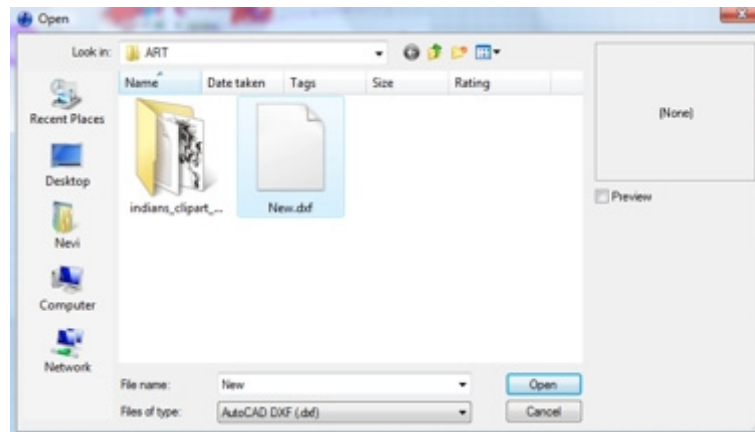 Open
Look in: ART
Name Date taken Tags Size Rating
Recent Places
Desktop
Nevi
Computer
Network
indians_clipart_...
New.dxf
(None)
Preview
File name: New Open
Files of type: AutoCAD DXF (.dxf) Cancel